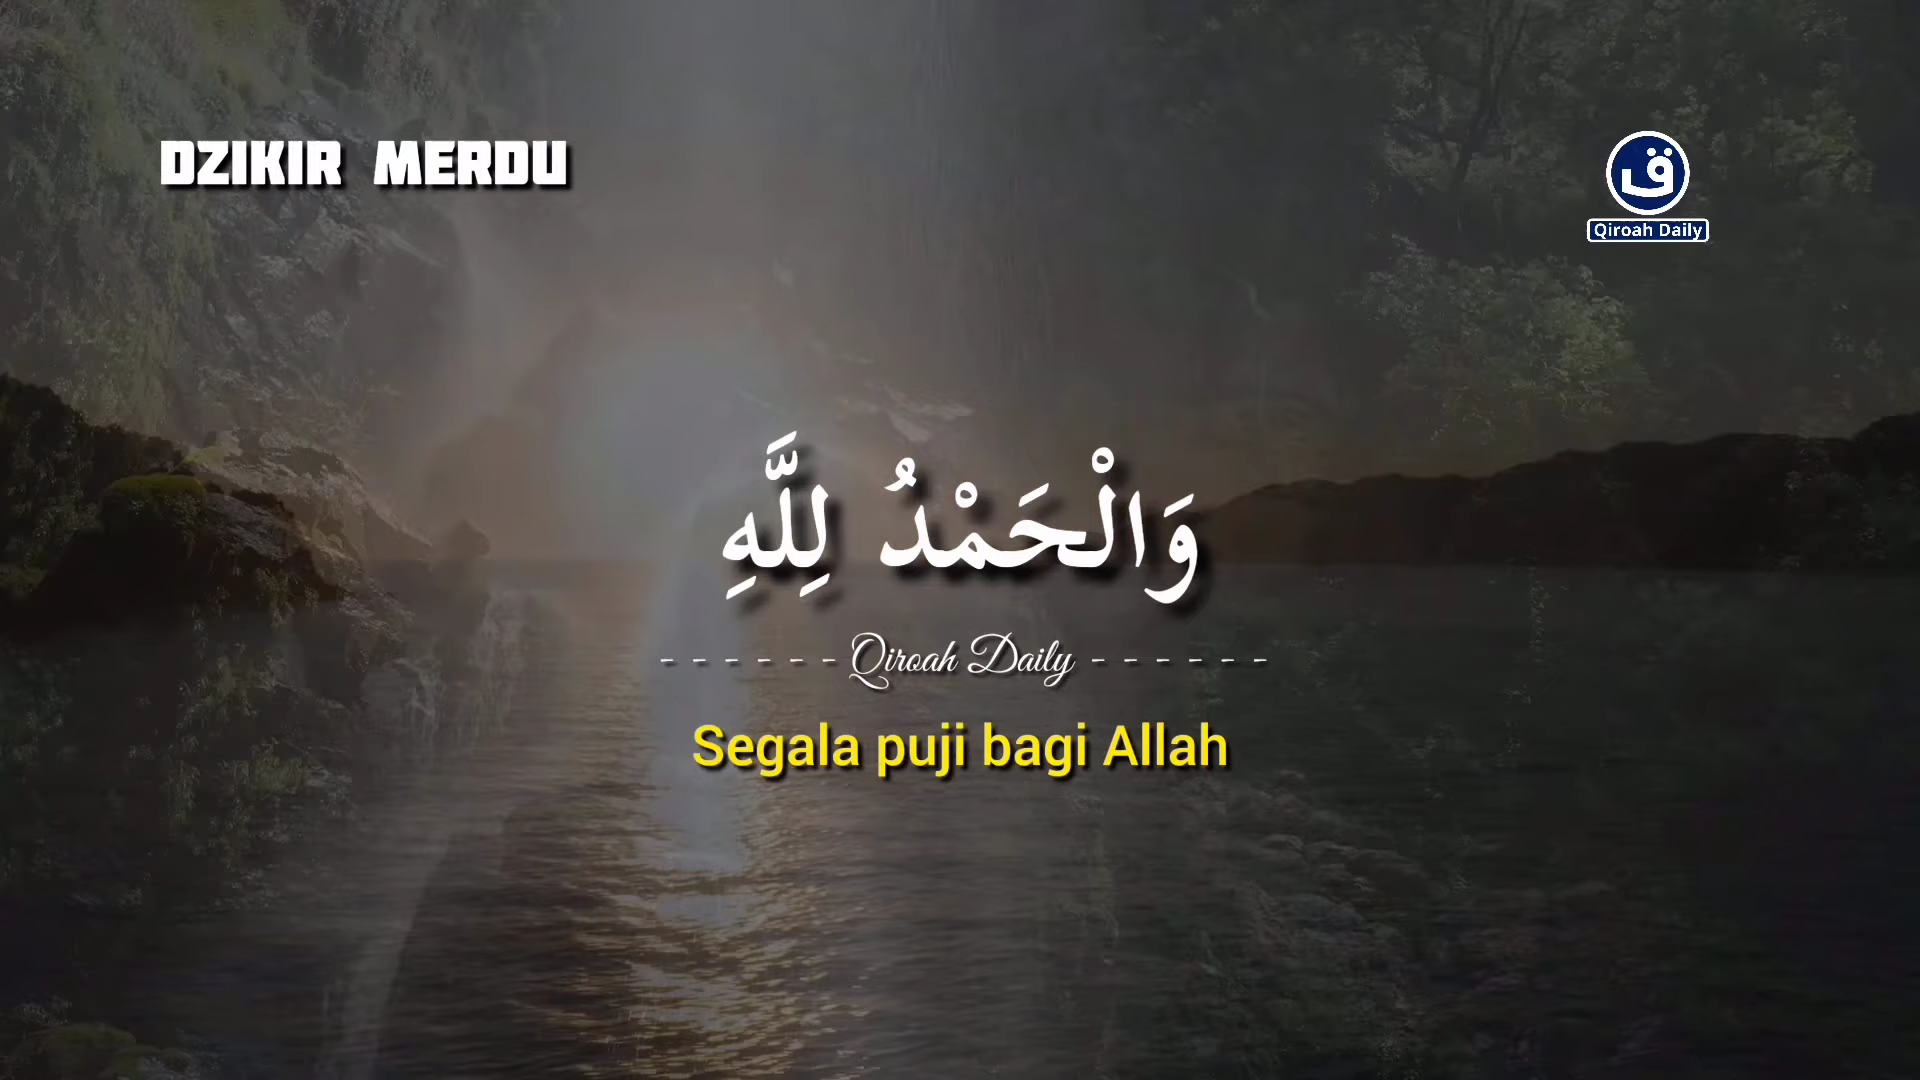 DZIKIR MERDU
ق
Qiroah Daily
وَالْحَمْدُ لِلَّهِ
- - - - - - Qiroah Daily - - - - - -
Segala puji bagi Allah